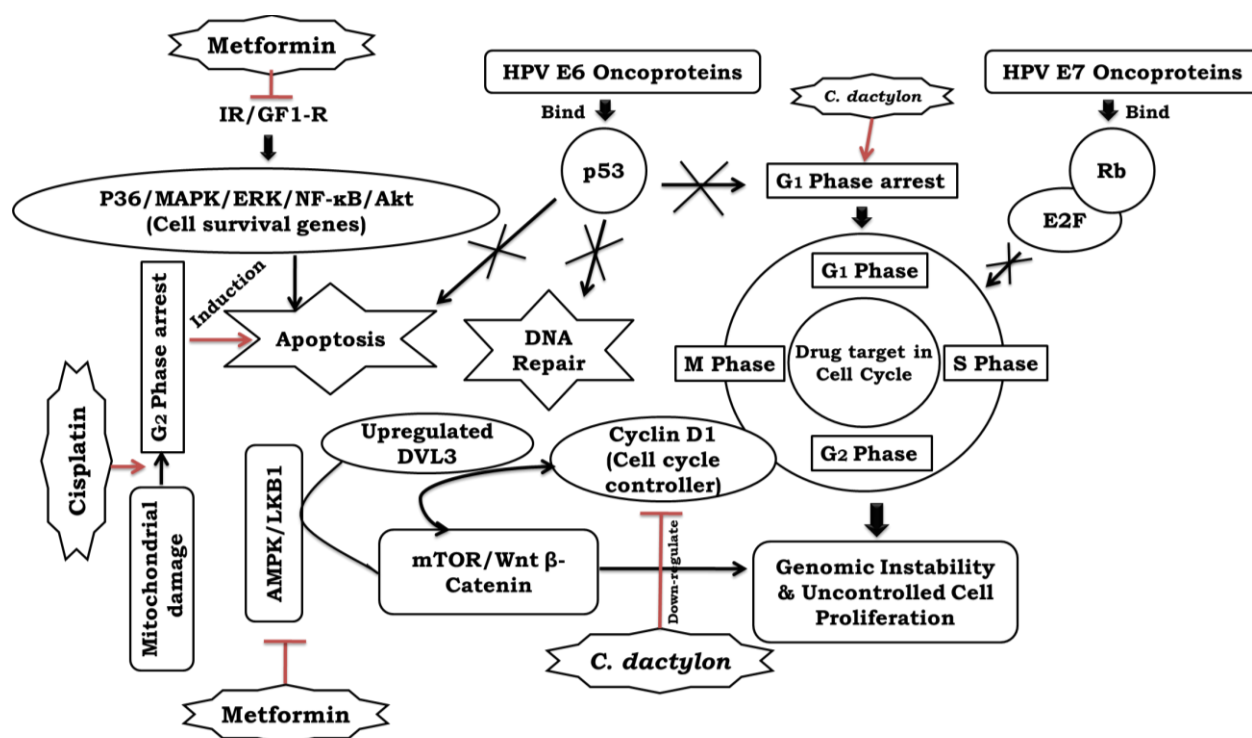 Metformin
IR/GF1-R
P36/MAPK/ERK/NF-κB/Akt
(Cell survival genes)
HPV E6 Oncoproteins
Bind
p53
C. dactylon
G1 Phase arrest
HPV E7 Oncoproteins
Bind
Rb
E2F
G2 Phase arrest
Induction
Apoptosis
DNA
Repair
G1 Phase
M Phase
Drug target in
Cell Cycle
S Phase
G2 Phase
Cisplatin
Mitochondrial
damage
AMPK/LKB1
Upregulated
DVL3
Cyclin D1
(Cell cycle
controller)
mTOR/Wnt β-
Catenin
Down-regulate
Genomic Instability
& Uncontrolled Cell
Proliferation
C. dactylon
Metformin